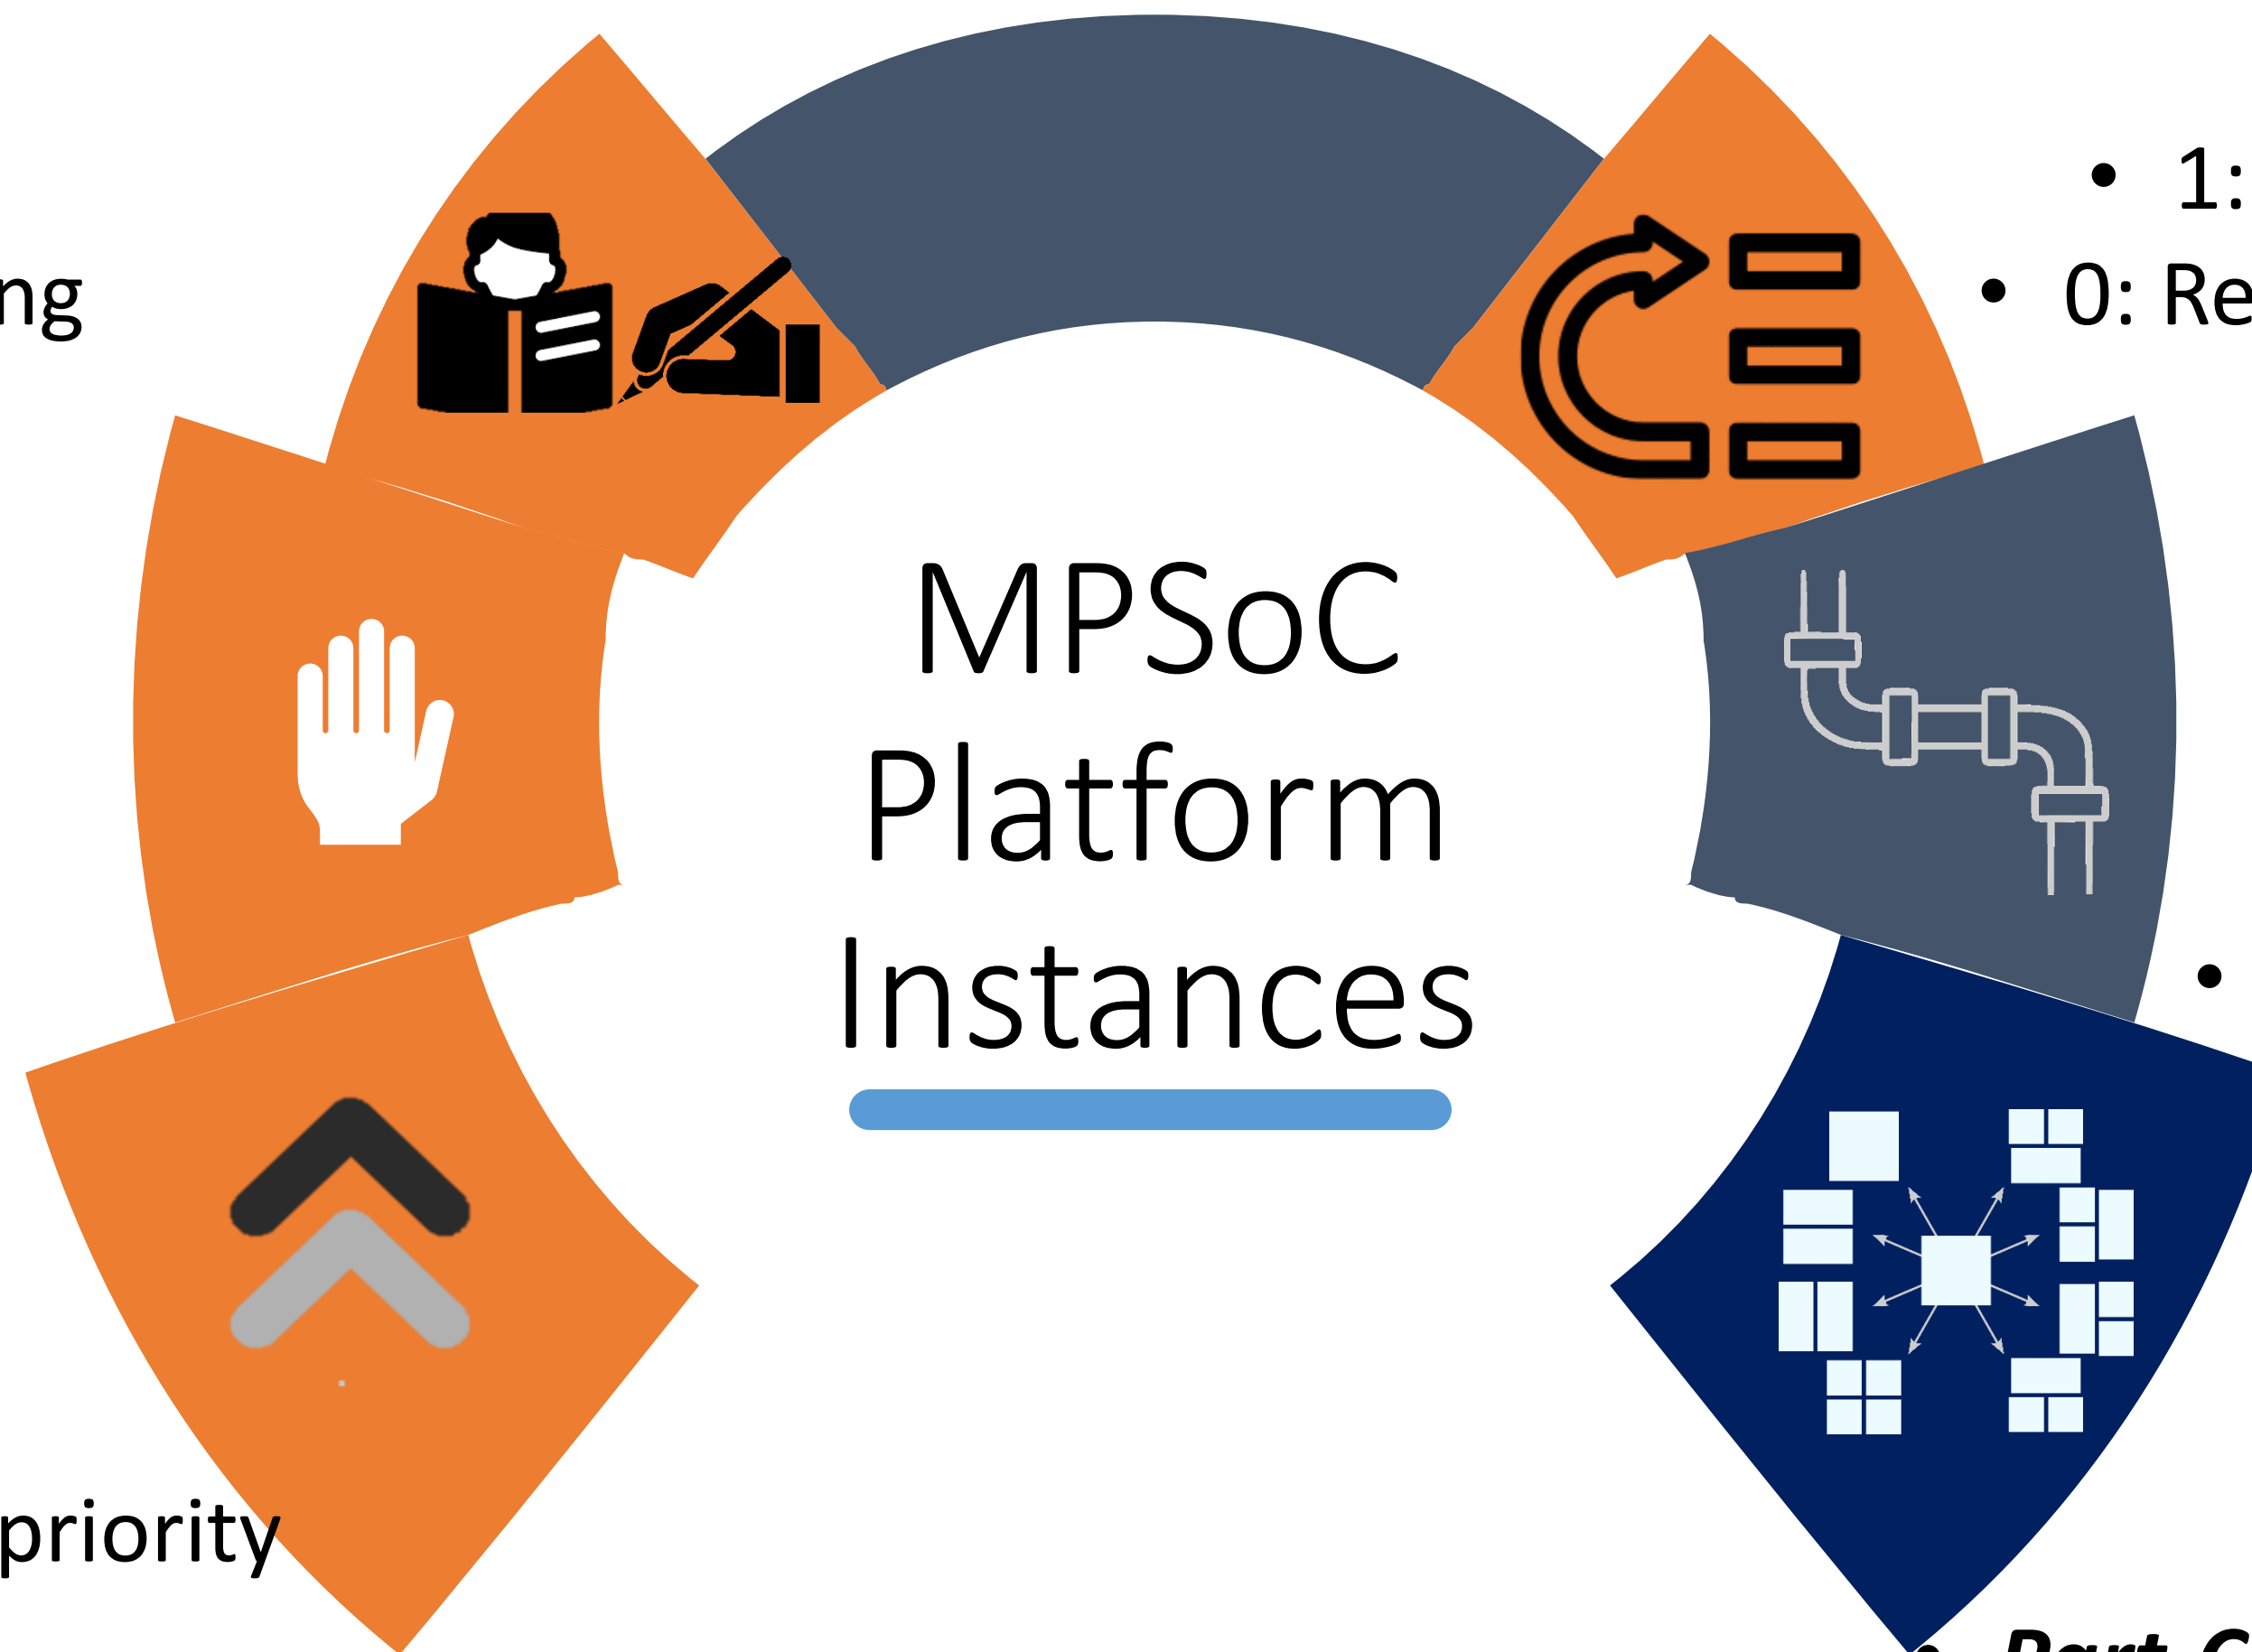 MPSoC
Platform
Instances
ng
• 1:
• 0: Re
•
priority